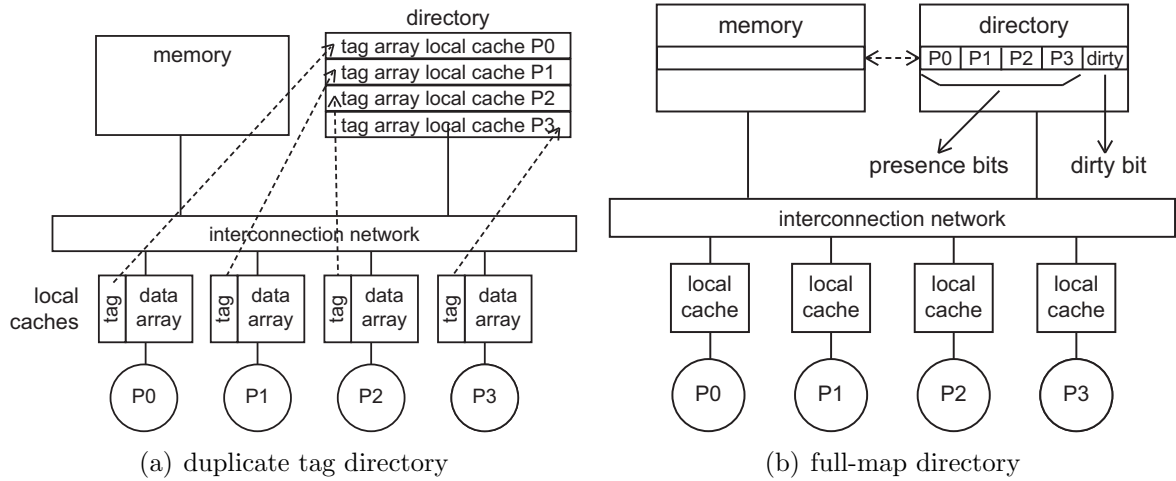 directory
memory
tag array local cache P0
tag array local cache P1
tag array local cache P2
tag array local cache P3
interconnection network
local
caches
tag
data
array
tag
data
array
tag
data
array
tag
data
array
P0
P1
P2
P3
(a) duplicate tag directory
memory
directory
P0 P1 P2 P3 dirty
presence bits
dirty bit
interconnection network
local
cache
local
cache
local
cache
local
cache
P0
P1
P2
P3
(b) full-map directory